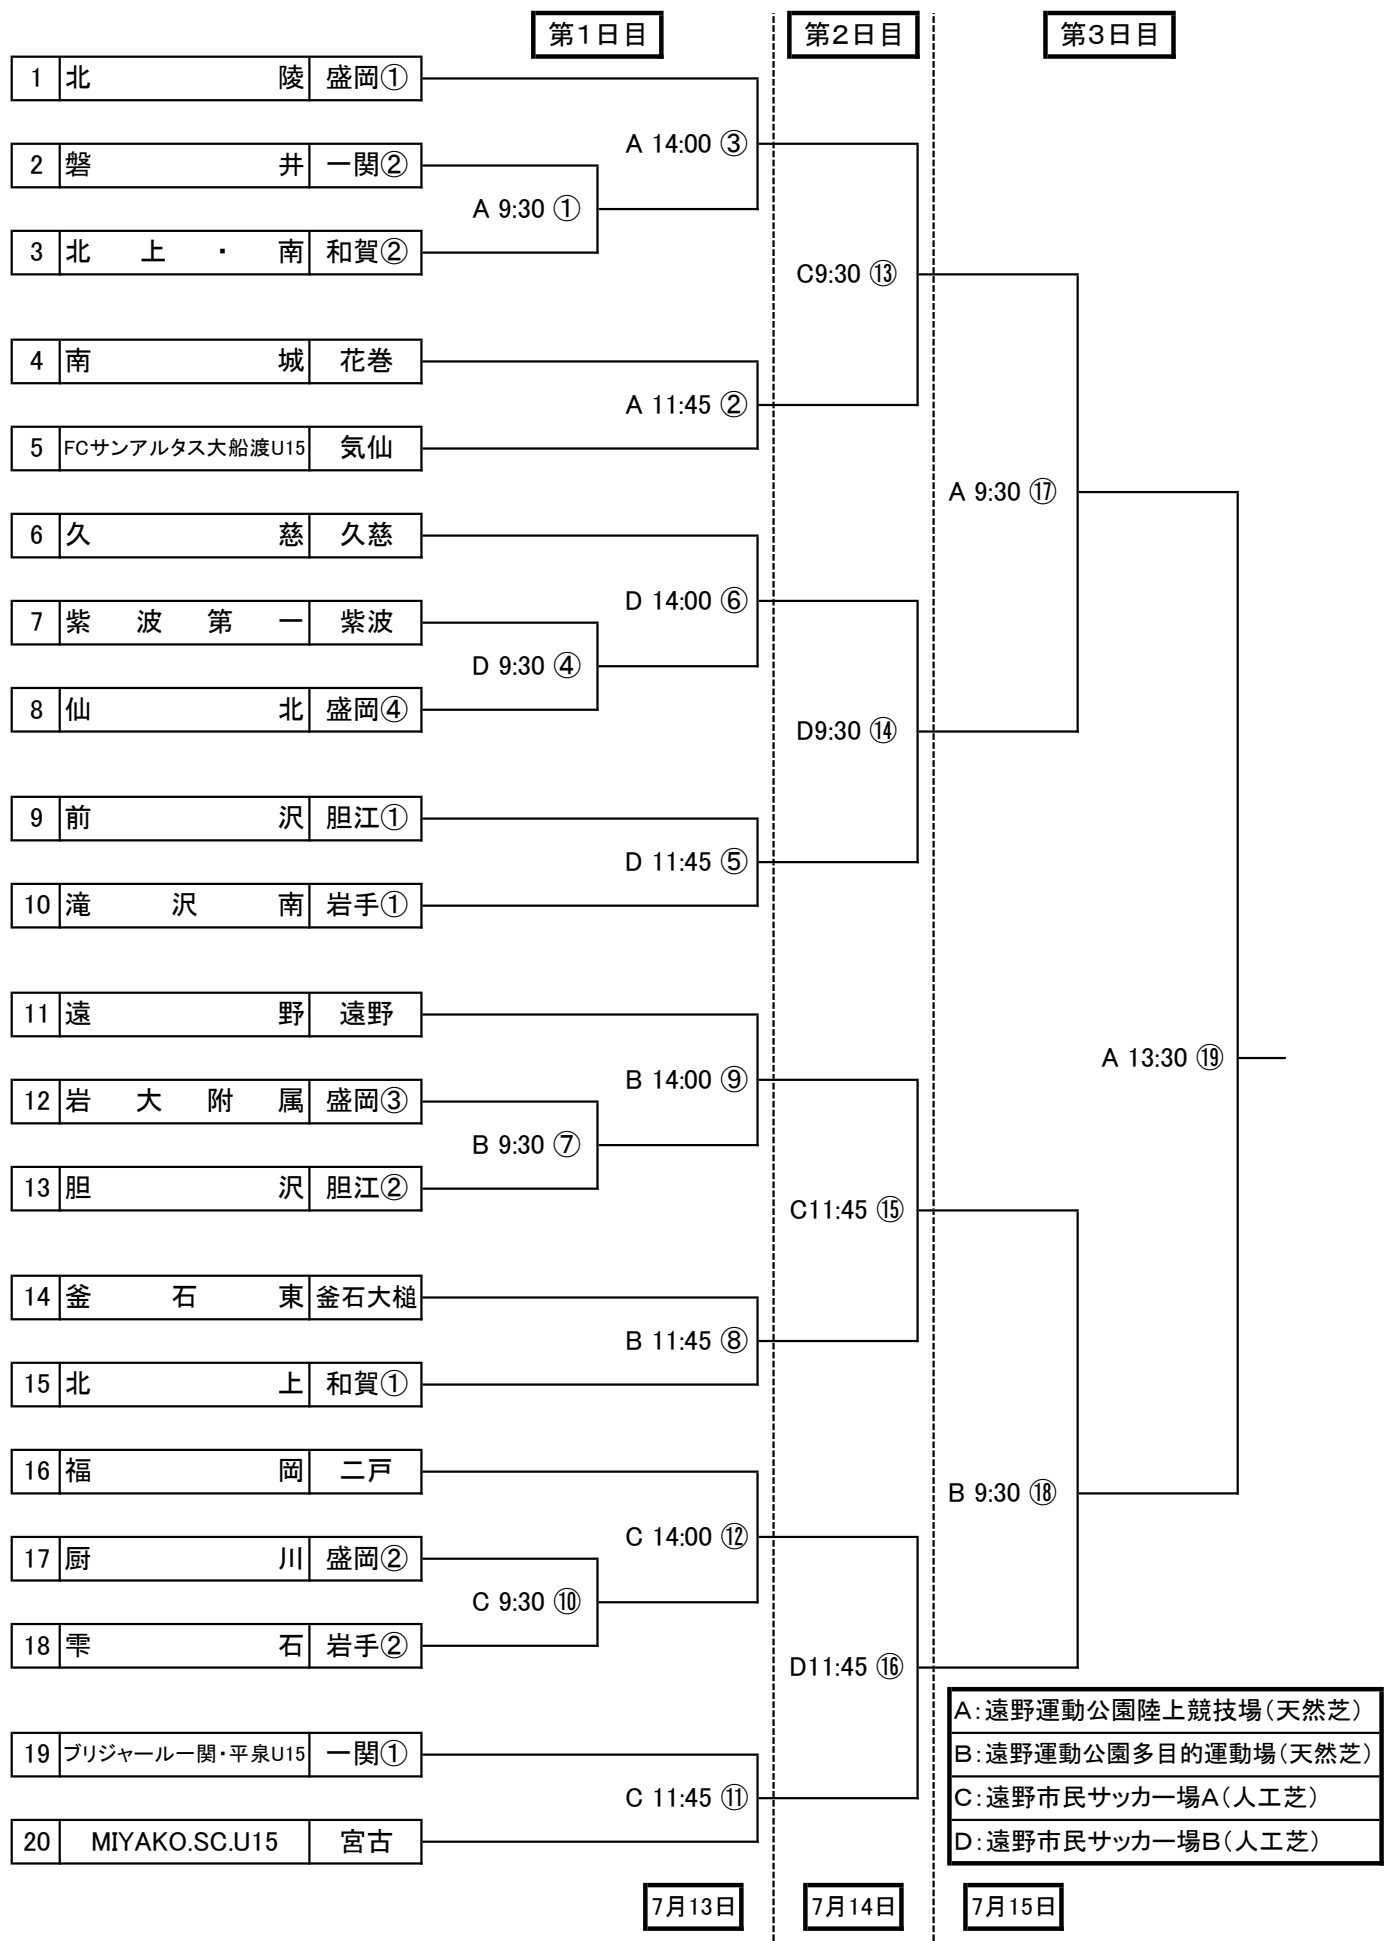 第1日目 第2日目 第3日目
1 北陵 盛岡①
A 14:00 ③
2 磐井 一関②
A 9:30 ①
3 北上・南 和賀②
C9:30 ⑬
4 南城 花巻
A 11:45 ②
5 FCサンアルタス大船渡U15 気仙
A 9:30 ⑰
6 久慈 久慈
D 14:00 ⑥
7 紫波第一 紫波
D 9:30 ④
8 仙北 盛岡④
D9:30 ⑭
9 前沢 胆江①
D 11:45 ⑤
10 滝沢南 岩手①
11 遠野 遠野
A 13:30 ⑲
B 14:00 ⑨
12 岩大附属 盛岡③
B 9:30 ⑦
13 胆沢 胆江②
C11:45 ⑮
14 釜石東 釜石大槌
B 11:45 ⑧
15 北上 和賀①
16 福岡 二戸
B 9:30 ⑱
C 14:00 ⑫
17 厨川 盛岡②
C 9:30 ⑩
18 雫石 岩手②
D11:45 ⑯
19 ブリジャールー関・平泉U15 一関①
C 11:45 ⑪
20 MIYAKO.SC.U15 宮古
A:遠野運動公園陸上競技場(天然芝)
B:遠野運動公園多目的運動場(天然芝)
C:遠野市民サッカー場A(人工芝)
D:遠野市民サッカー場B(人工芝)
7月13日 7月14日 7月15日